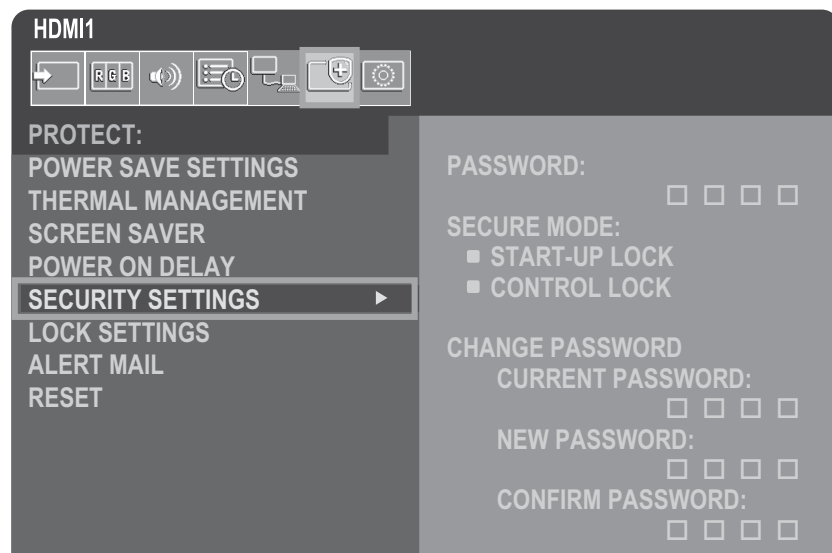 HDMI1
RGB
PROTECT:
POWER SAVE SETTINGS
THERMAL MANAGEMENT
SCREEN SAVER
POWER ON DELAY
SECURITY SETTINGS
LOCK SETTINGS
ALERT MAIL
RESET
PASSWORD:
SECURE MODE:
START-UP LOCK
CONTROL LOCK
CHANGE PASSWORD
CURRENT PASSWORD:
NEW PASSWORD:
CONFIRM PASSWORD: